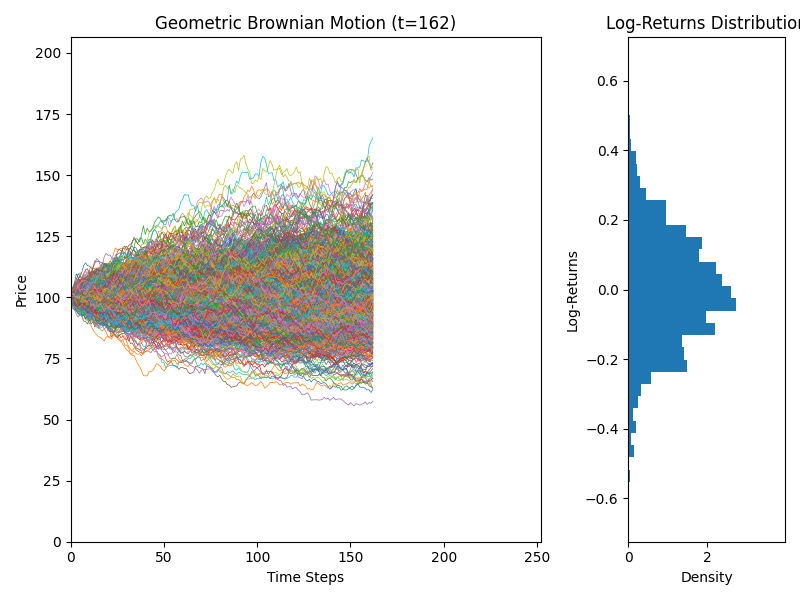 Geometric Brownian Motion (t=162)
Price
200
175
150
125
100
75
50
25
0
0 50 100 150 200 250
Time Steps
Log-Returns Distribution
Log-Returns
0.6
0.4
0.2
0.0
−0.2
−0.4
−0.6
0 2
Density